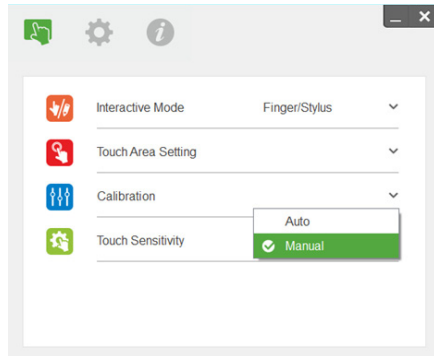 Interactive Mode Finger/Stylus
Touch Area Setting
Calibration
Auto
Touch Sensitivity Manual